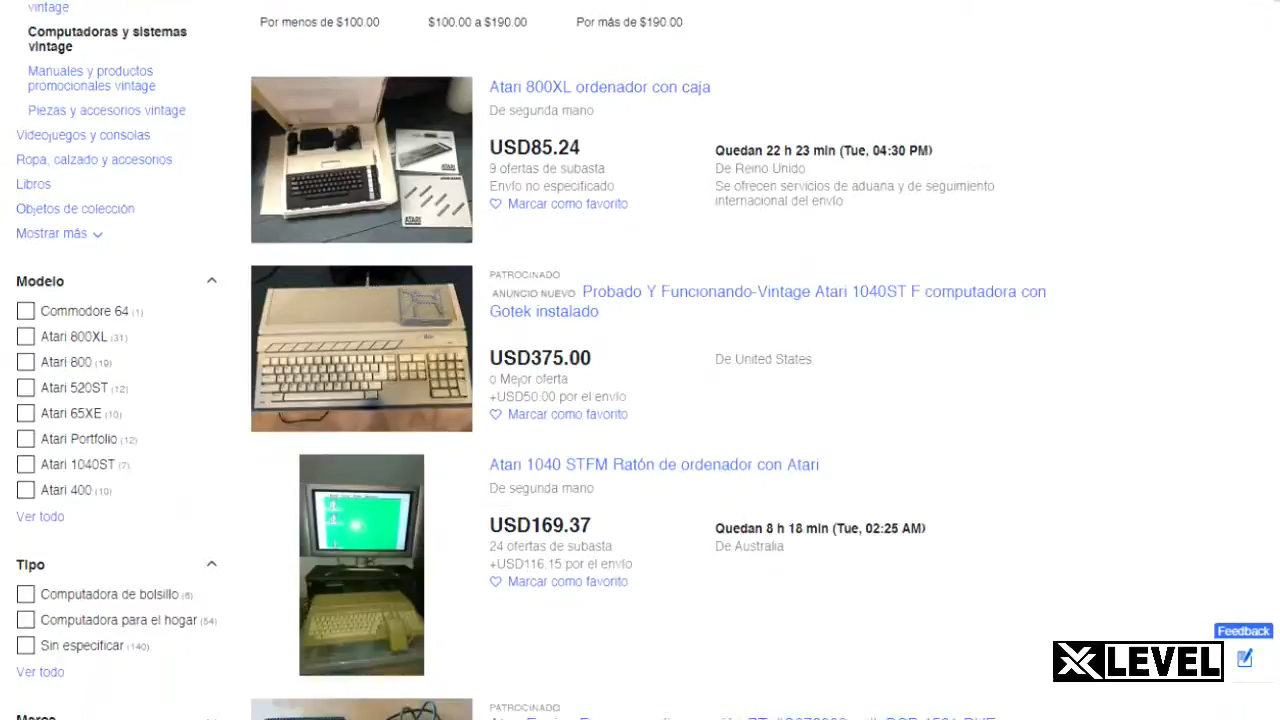 vintage
Computadoras y sistemas
vintage
Manuales y productos
promocionales vintage
Piezas y accesorios vintage
Videojuegos y consolas
Ropa, calzado y accesorios
Libros
Objetos de colección
Mostrar más
Modelo
Commodore 64 (1)
Atari 800XL (31)
Atari 800 (19)
Atari 520ST (12)
Atari 65XE (10)
Atari Portfolio (12)
Atari 1040ST (7)
Atari 400 (10)
Ver todo
Tipo
Computadora de bolsillo (6)
Computadora para el hogar (54)
Sin especificar (140)
Ver todo
Por menos de $100.00
$100.00 a $190.00
Por más de $190.00
Atari 800XL ordenador con caja
De segunda mano
USD85.24
9 ofertas de subasta
Envío no especificado
Marcar como favorito
Quedan 22 h 23 min (Tue, 04:30 PM)
De Reino Unido
Se ofrecen servicios de aduana y de seguimiento
internacional del envío
ATARI
PATROCINADO
ANUNCIO NUEVO Probado Y Funcionando-Vintage Atari 1040ST F computadora con
Gotek instalado
USD375.00
o Mejor oferta
+USD50.00 por el envío
Marcar como favorito
De United States
Atari 1040 STFM Ratón de ordenador con Atari
De segunda mano
USD169.37
24 ofertas de subasta
+USD116.15 por el envío
Marcar como favorito
Quedan 8 h 18 min (Tue, 02:25 AM)
De Australia
PATROCINADO
Feedback
XLEVEL